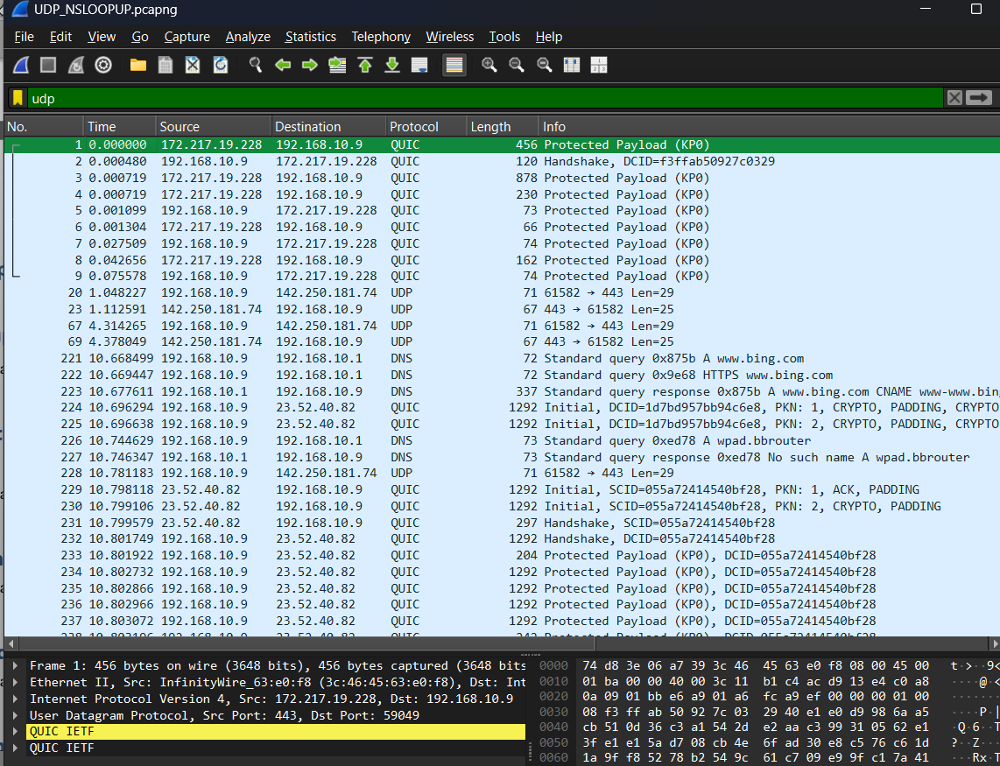 UDP_NSLOOPUP.pcapng
File Edit View Go Capture Analyze Statistics Telephony Wireless Tools Help
udp
No. Time Source Destination Protocol Length Info
1 0.000000 172.217.19.228 192.168.10.9 QUIC 456 Protected Payload (KP0)
2 0.000480 192.168.10.9 172.217.19.228 QUIC 120 Handshake, DCID=f3ffab50927c0329
3 0.000719 172.217.19.228 192.168.10.9 QUIC 878 Protected Payload (KP0)
4 0.000719 172.217.19.228 192.168.10.9 QUIC 230 Protected Payload (KP0)
5 0.001099 192.168.10.9 172.217.19.228 QUIC 73 Protected Payload (KP0)
6 0.001304 172.217.19.228 192.168.10.9 QUIC 66 Protected Payload (KP0)
7 0.027509 192.168.10.9 172.217.19.228 QUIC 74 Protected Payload (KP0)
8 0.042656 172.217.19.228 192.168.10.9 QUIC 162 Protected Payload (KP0)
9 0.075578 192.168.10.9 172.217.19.228 QUIC 74 Protected Payload (KP0)
20 1.048227 192.168.10.9 142.250.181.74 UDP 71 61582 → 443 Len=29
23 1.112591 142.250.181.74 192.168.10.9 UDP 67 443 → 61582 Len=25
67 4.314265 192.168.10.9 142.250.181.74 UDP 71 61582 → 443 Len=29
69 4.378049 142.250.181.74 192.168.10.9 UDP 67 443 → 61582 Len=25
221 10.668499 192.168.10.9 192.168.10.1 DNS 72 Standard query 0x875b A www.bing.com
222 10.669447 192.168.10.9 192.168.10.1 DNS 72 Standard query 0x9e68 HTTPS www.bing.com
223 10.677611 192.168.10.1 192.168.10.9 DNS 337 Standard query response 0x875b A www.bing.com CNAME www-www.bin
224 10.696294 192.168.10.9 23.52.40.82 QUIC 1292 Initial, DCID=1d7bd957bb94c6e8, PKN: 1, CRYPTO, PADDING, CRYPTO
225 10.696638 192.168.10.9 23.52.40.82 QUIC 1292 Initial, DCID=1d7bd957bb94c6e8, PKN: 2, CRYPTO, PADDING, CRYPTO
226 10.744629 192.168.10.9 192.168.10.1 DNS 73 Standard query 0xed78 A wpad.bbrouter
227 10.746347 192.168.10.1 192.168.10.9 DNS 73 Standard query response 0xed78 No such name A wpad.bbrouter
228 10.781183 192.168.10.9 142.250.181.74 UDP 71 61582 → 443 Len=29
229 10.798118 23.52.40.82 192.168.10.9 QUIC 1292 Initial, SCID=055a72414540bf28, PKN: 1, ACK, PADDING
230 10.799106 23.52.40.82 192.168.10.9 QUIC 1292 Initial, SCID=055a72414540bf28, PKN: 2, CRYPTO, PADDING
231 10.799579 23.52.40.82 192.168.10.9 QUIC 297 Handshake, SCID=055a72414540bf28
232 10.801749 192.168.10.9 23.52.40.82 QUIC 1292 Handshake, DCID=055a72414540bf28
233 10.801922 192.168.10.9 23.52.40.82 QUIC 204 Protected Payload (KP0), DCID=055a72414540bf28
234 10.802732 192.168.10.9 23.52.40.82 QUIC 1292 Protected Payload (KP0), DCID=055a72414540bf28
235 10.802866 192.168.10.9 23.52.40.82 QUIC 1292 Protected Payload (KP0), DCID=055a72414540bf28
236 10.802966 192.168.10.9 23.52.40.82 QUIC 1292 Protected Payload (KP0), DCID=055a72414540bf28
237 10.803072 192.168.10.9 23.52.40.82 QUIC 1292 Protected Payload (KP0), DCID=055a72414540bf28
Frame 1: 456 bytes on wire (3648 bits), 456 bytes captured (3648 bits
Ethernet II, Src: InfinityWire_63:e0:f8 (3c:46:45:63:e0:f8), Dst: Int
Internet Protocol Version 4, Src: 172.217.19.228, Dst: 192.168.10.9
User Datagram Protocol, Src Port: 443, Dst Port: 59049
QUIC IETF
QUIC IETF
0000 74 d8 3e 06 a7 39 3c 46 45 63 e0 f8 08 00 45 00 t·>··9<
0010 01 ba 00 00 40 00 3c 11 b1 c4 ac d9 13 e4 c0 a8 ····@·<
0020 0a 09 01 bb e6 a9 01 a6 fc a9 ef 00 00 00 01 00 ·······
0030 08 f3 ff ab 50 92 7c 03 29 40 e1 e0 d9 98 6a a5 ····P·|
0040 cb 51 0d 36 c3 a1 54 2d e2 aa c3 99 31 05 62 e1 ·Q·6··T
0050 3f e1 e1 5a d7 08 cb 4e 6f ad 30 e8 c5 76 c6 1d ?··Z···
0060 1a 9f f8 52 78 b2 54 9c 61 c7 09 e9 9f c1 7a 41 ···Rx·T